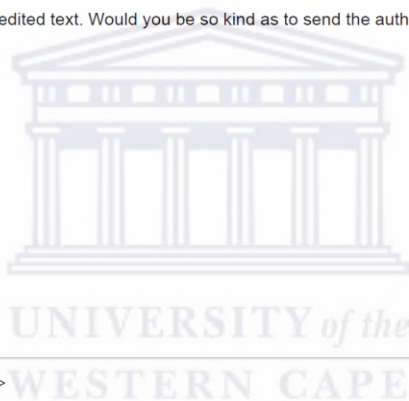 edited text. Would you be so kind as to send the auth
UNIVERSITY of the
>
WESTERN CAPE